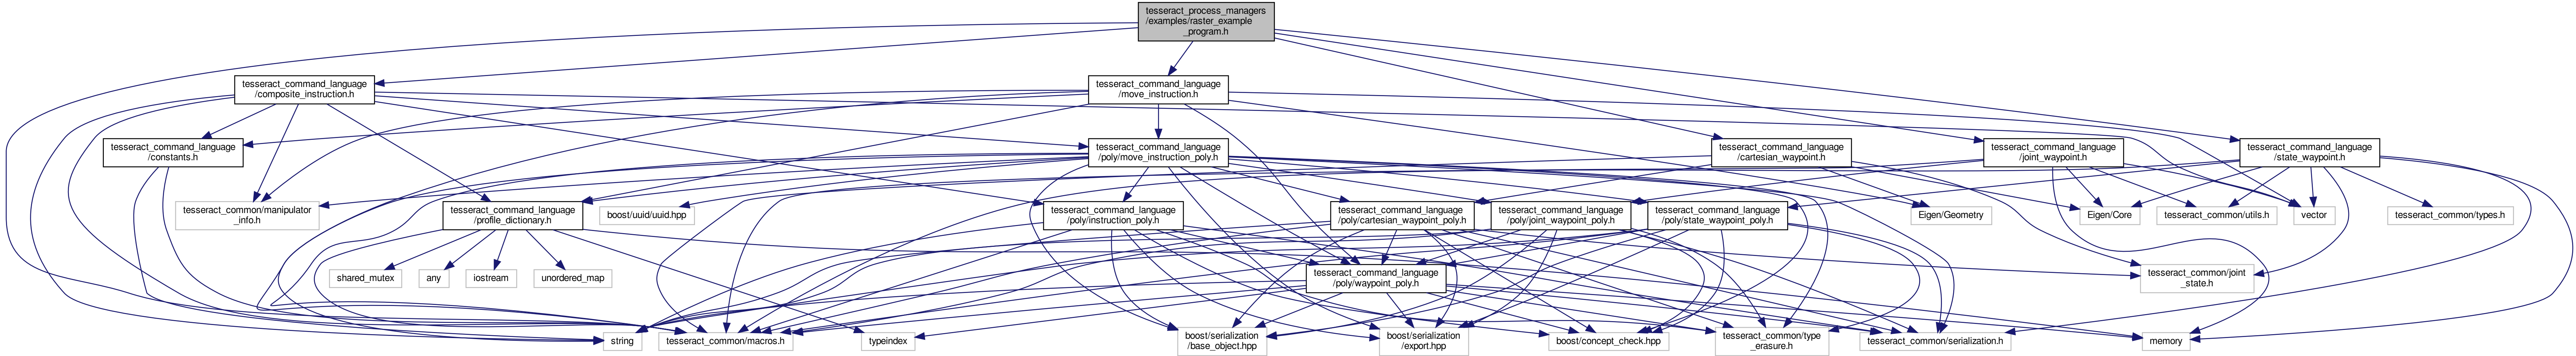 tesseract_process_managers
/examples/raster_example
_program.h
tesseract_command_language
/composite_instruction.h
tesseract_command_language
/move_instruction.h
tesseract_command_language
/constants.h
tesseract_command_language
/poly/move_instruction_poly.h
tesseract_command_language
/cartesian_waypoint.h
tesseract_command_language
/joint_waypoint.h
tesseract_command_language
/state_waypoint.h
tesseract_common/manipulator
_info.h
tesseract_command_language
/profile_dictionary.h
boost/uuid/uuid.hpp
tesseract_command_language
/poly/instruction_poly.h
tesseract_command_language
/poly/cartesian_waypoint_poly.h
tesseract_command_language
/poly/joint_waypoint_poly.h
tesseract_command_language
/poly/state_waypoint_poly.h
Eigen/Geometry
Eigen/Core
tesseract_common/utils.h
vector
tesseract_common/types.h
shared_mutex
any
iostream
unordered_map
tesseract_command_language
/poly/waypoint_poly.h
tesseract_common/joint
_state.h
string
tesseract_common/macros.h
typeindex
boost/serialization
/base_object.hpp
boost/serialization
/export.hpp
boost/concept_check.hpp
tesseract_common/type
_erasure.h
tesseract_common/serialization.h
memory